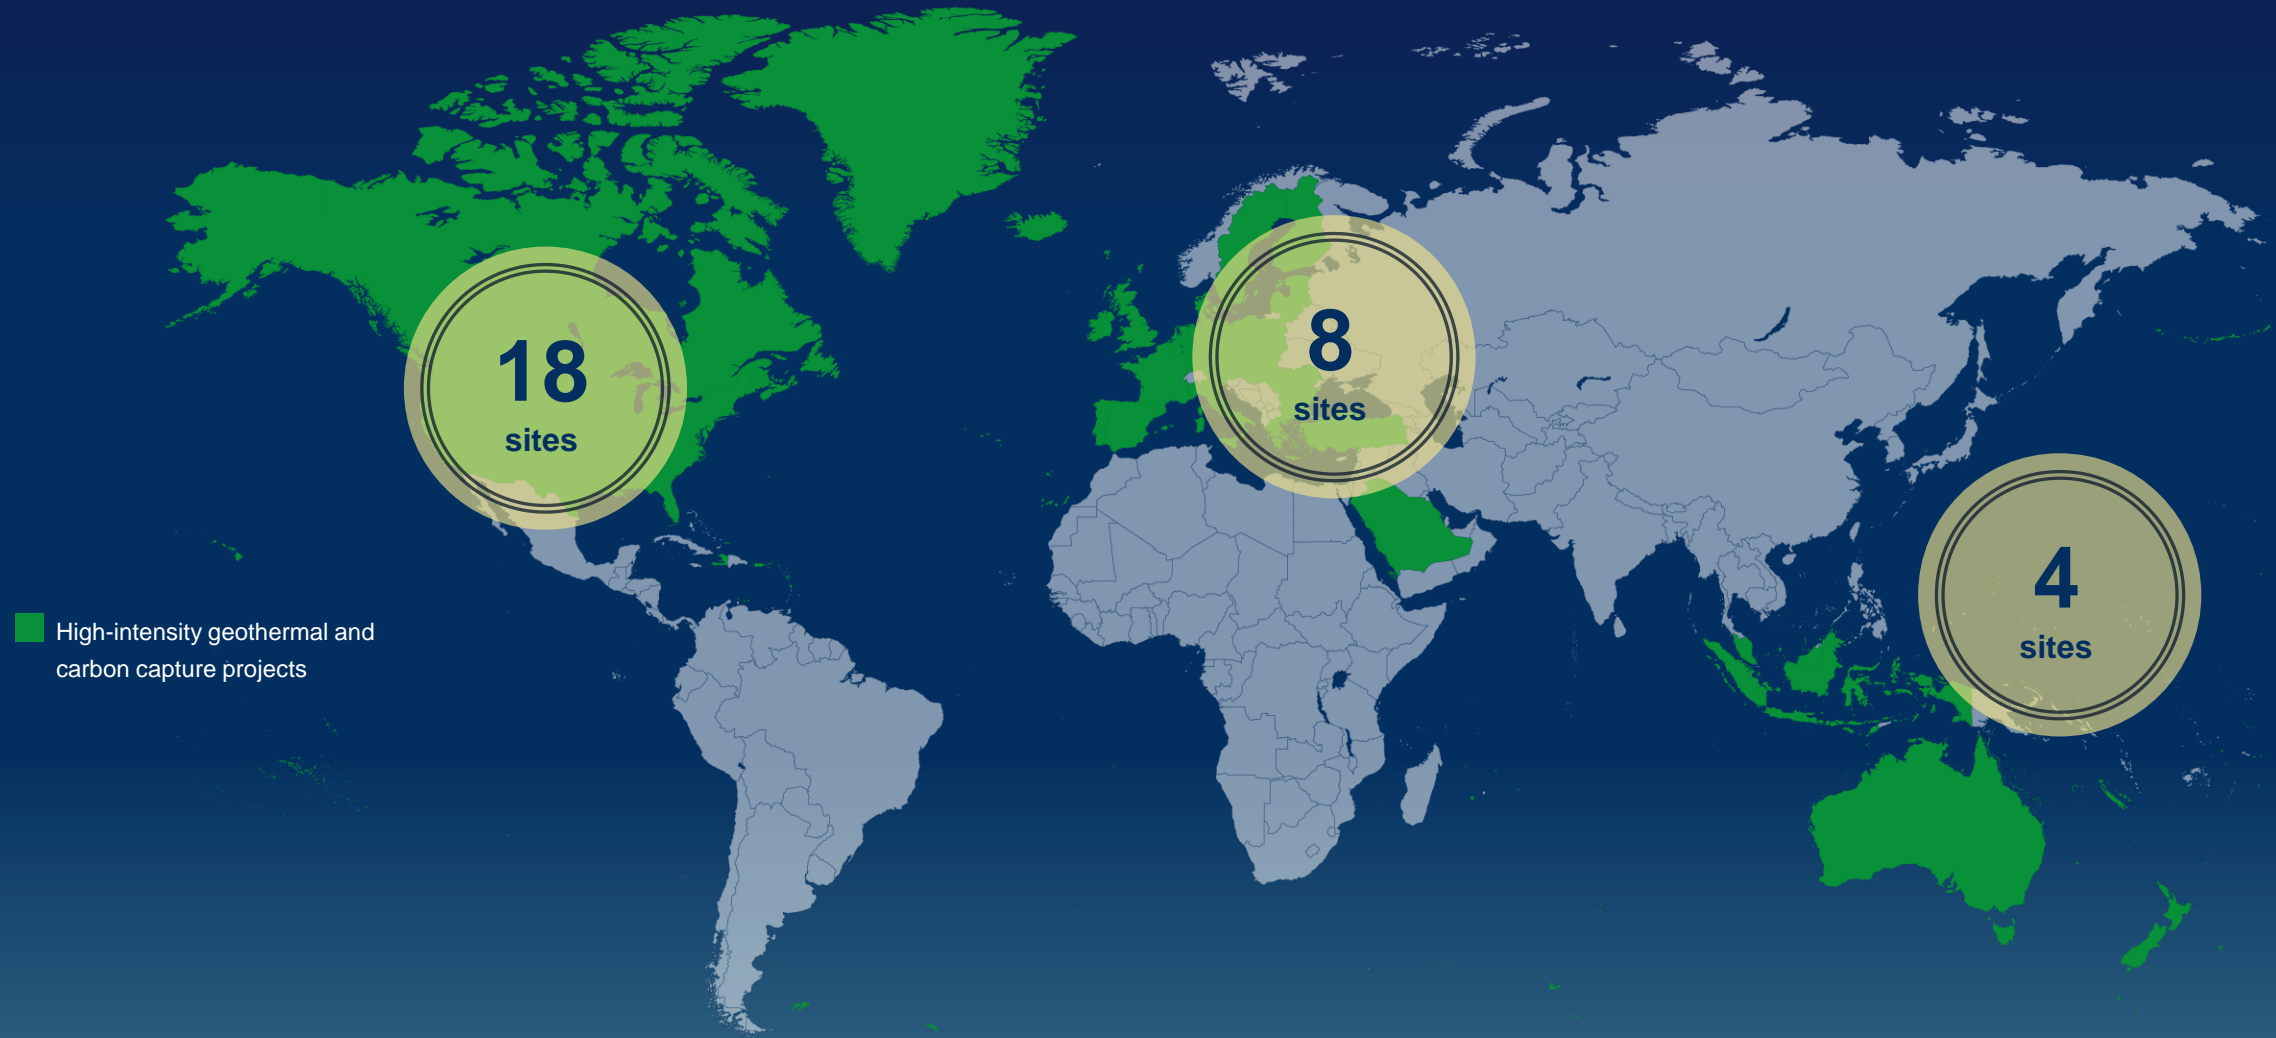 18
sites
8
sites
4
sites
High-intensity geothermal and
carbon capture projects